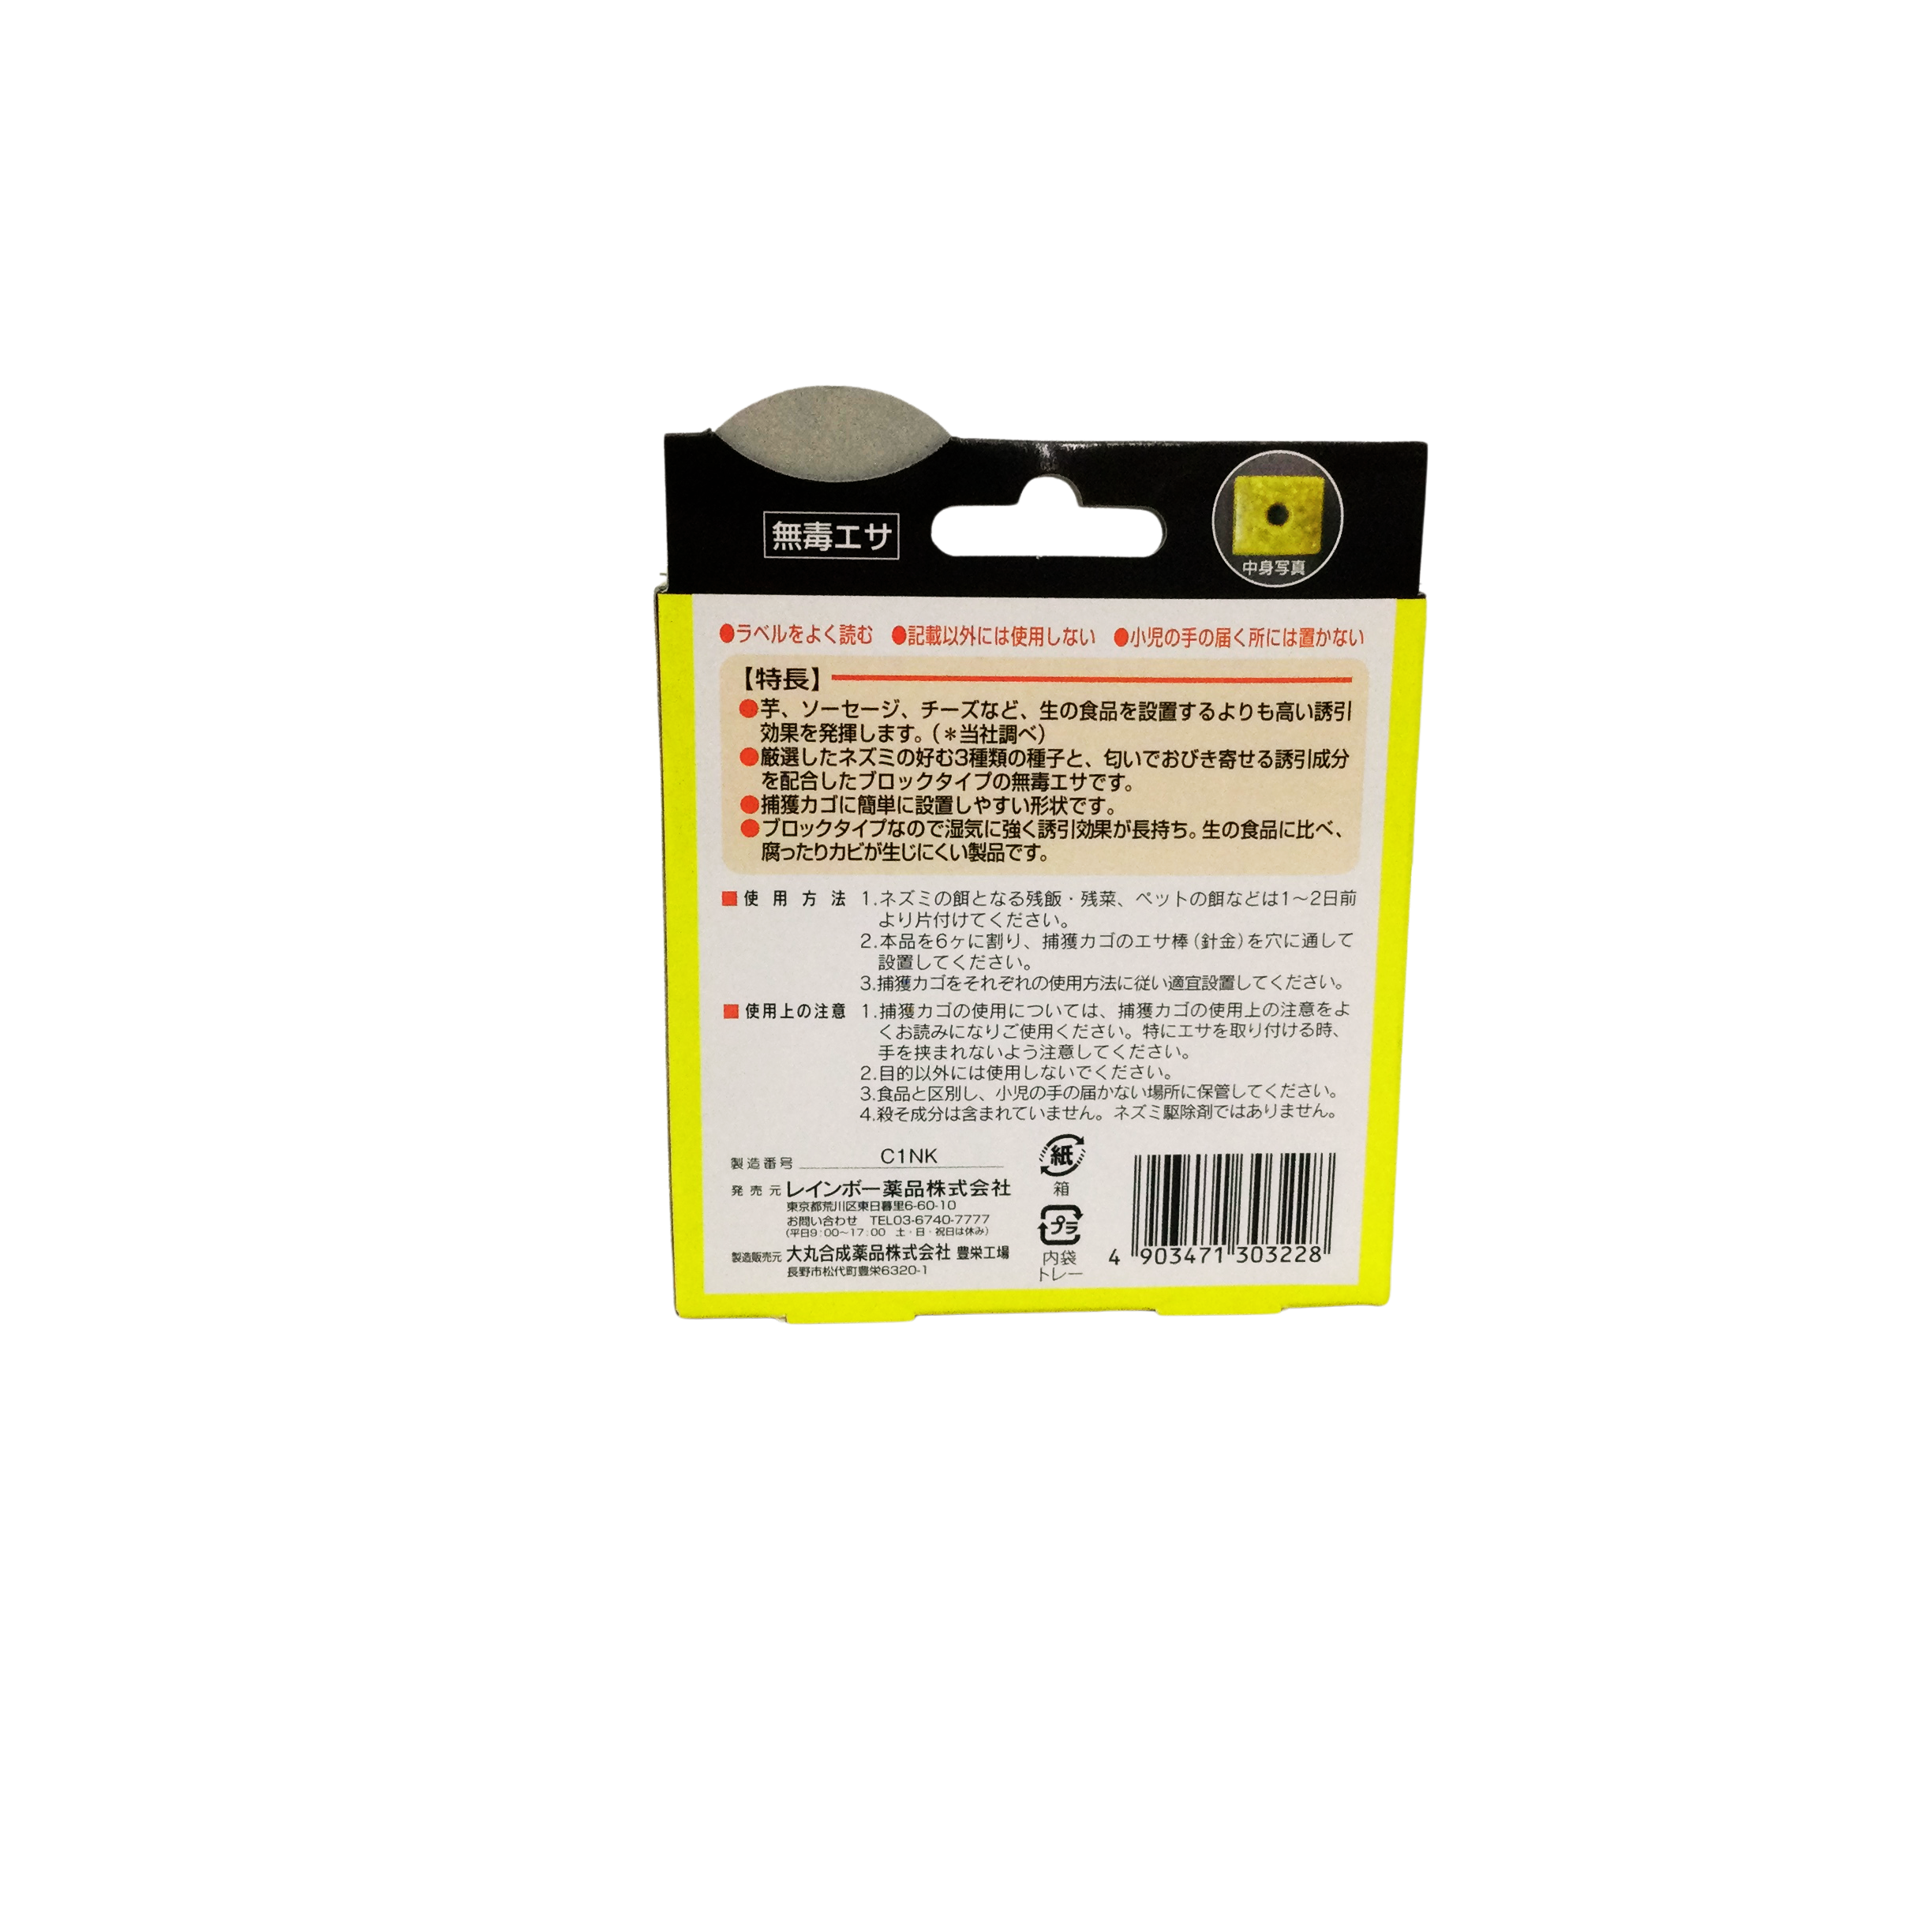 無毒エサ
中身写真
●ラベルをよく読む ●記載以外には使用しない ●小児の手の届く所には置かない
【特長】
●芋、ソーセージ、チーズなど、生の食品を設置するよりも高い誘引
効果を発揮します。(＊当社調べ)
●厳選したネズミの好む3種類の種子と、匂いでおびき寄せる誘引成分
を配合したブロックタイプの無毒エサです。
●捕獲カゴに簡単に設置しやすい形状です。
●ブロックタイプなので湿気に強く誘引効果が長持ち。生の食品に比べ、
腐ったりカビが生じにくい製品です。
■使用方法 1.ネズミの餌となる残飯・残菜、ペットの餌などは1～2日前
より片付けてください。
2.本品を6ヶに割り、捕獲カゴのエサ棒(針金)を穴に通して
設置してください。
3.捕獲カゴをそれぞれの使用方法に従い適宜設置してください。
■使用上の注意 1.捕獲カゴの使用については、捕獲カゴの使用上の注意をよ
くお読みになりご使用ください。特にエサを取り付ける時、
手を挟まれないよう注意してください。
2.目的以外には使用しないでください。
3.食品と区別し、小児の手の届かない場所に保管してください。
4.殺そ成分は含まれていません。ネズミ駆除剤ではありません。
製造番号 C1NK
発売元 レインボー薬品株式会社
東京都荒川区東日暮里6-60-10
お問い合わせ TEL03-6740-7777
(平日9:00～17:00 土・日・祝日は休み)
製造販売元 大丸合成薬品株式会社 豊栄工場
長野市松代町豊栄6320-1
紙
箱
プラ
内袋
トレー
4 903471 303228